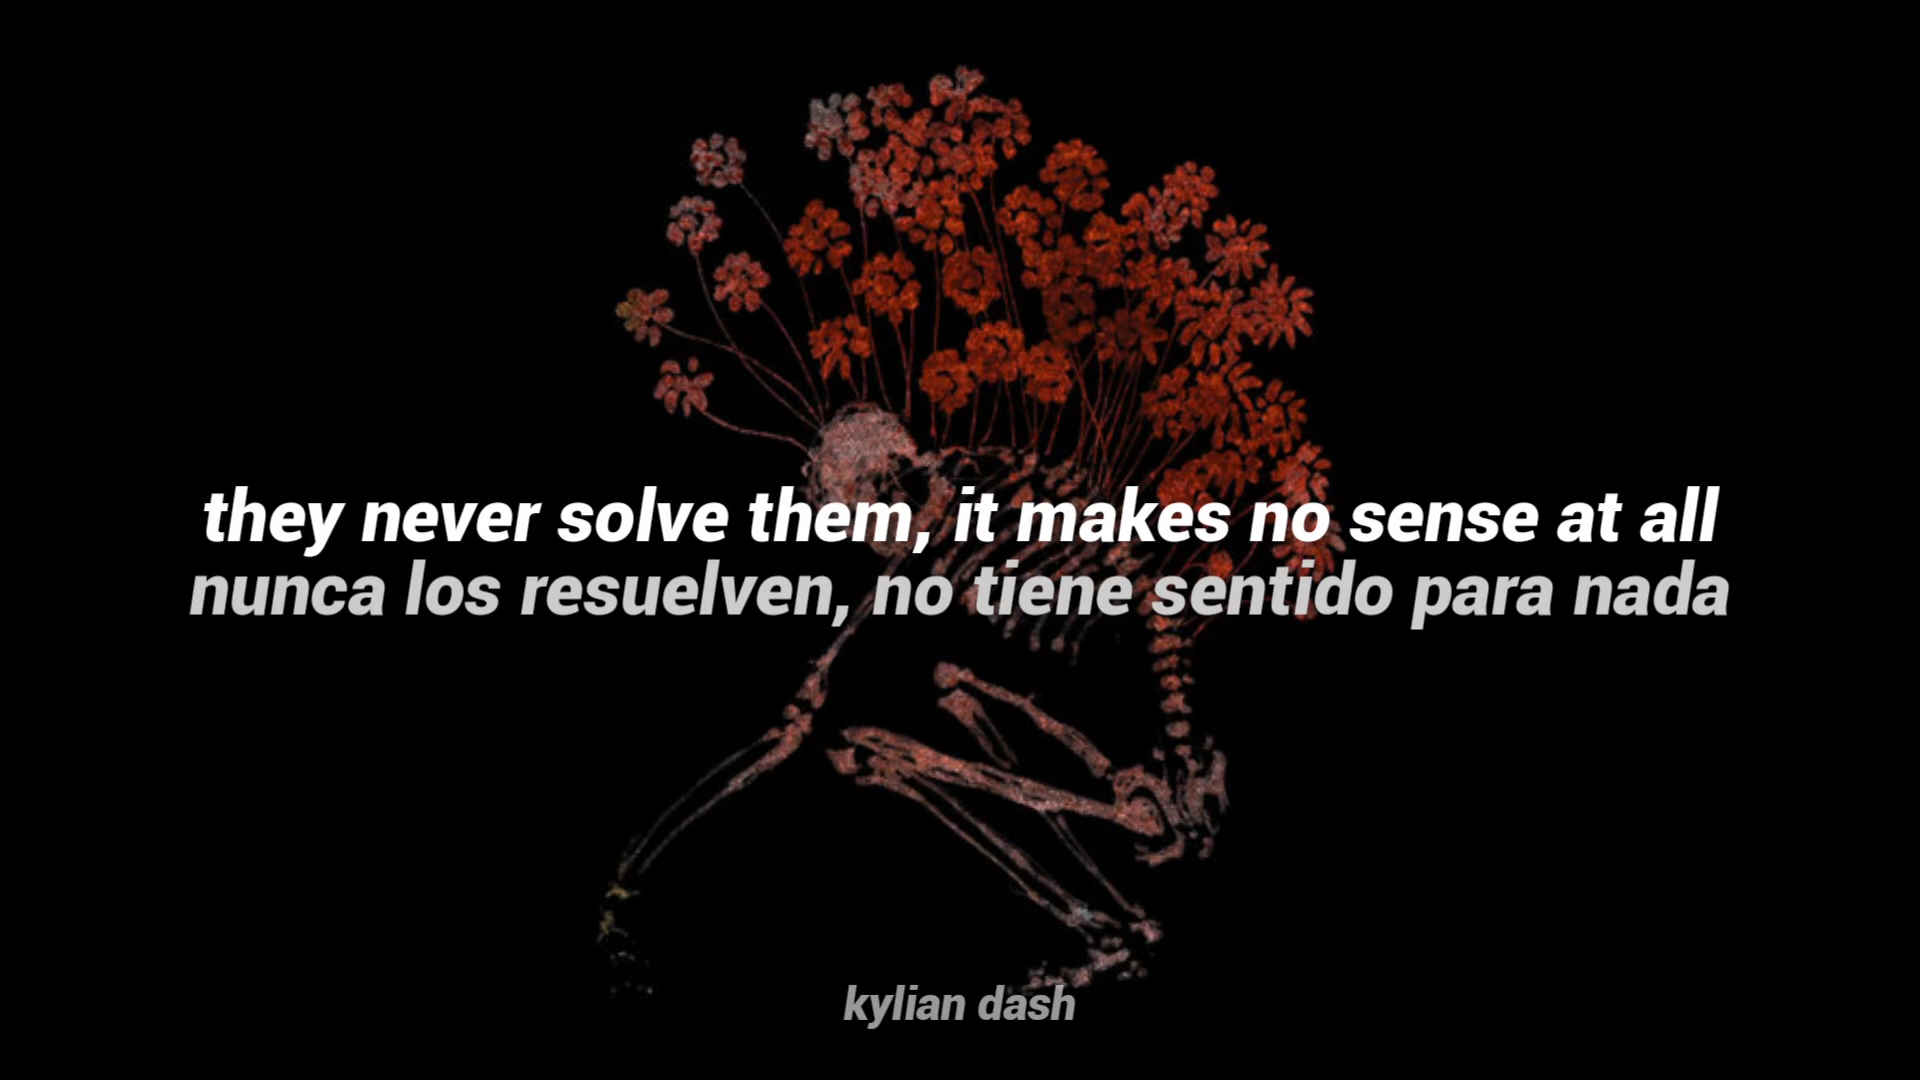 they never solve them, it makes no sense at all
nunca los resuelven, no tiene sentido para nada
kylian dash